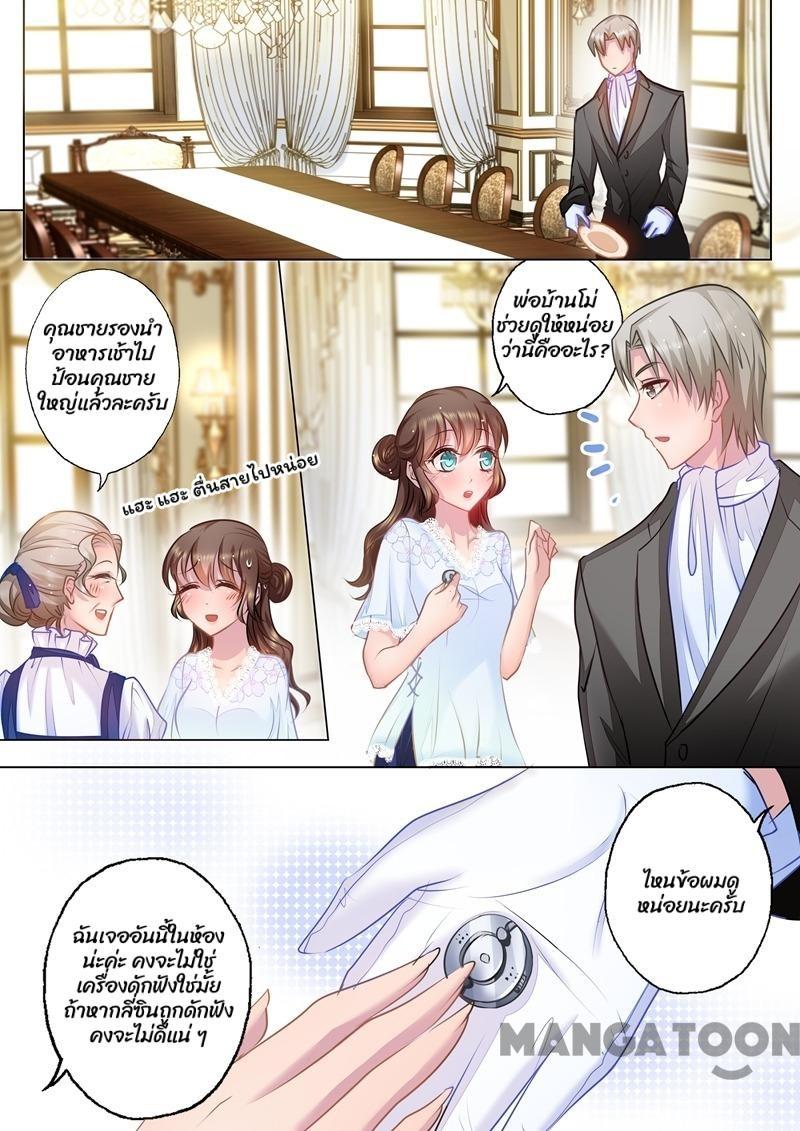 คุณชายรองนำ
อาหารเช้าไป
ป้อนคุณชาย
ใหญ่แล้วละครับ
แฮะ แฮะ ตื่นสายไปหน่อย
พ่อบ้านโม่
ช่วยดูให้หน่อย
ว่านี่คืออะไร?
ไหนข้อผมดู
หน่อยนะครับ
ฉันเจออันนี้ในห้อง
น่ะค่ะ คงจะไม่ใช่
เครื่องดักฟังใช่มั้ย
ถ้าหากลี่ซินถูกดักฟัง
คงจะไม่ดีแน่ ๆ
MANGATOON